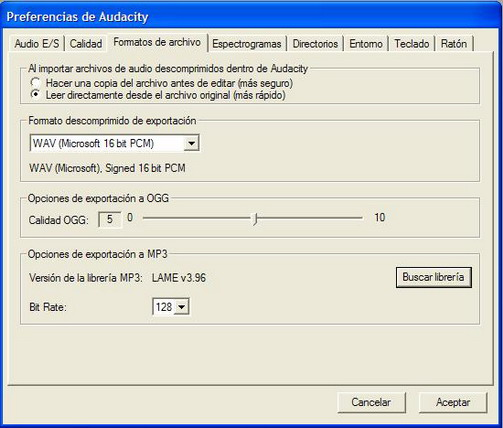 Preferencias de Audacity
Audio E/S Calidad Formatos de archivo Espectrogramas Directorios Entorno Teclado Ratón
Al importar archivos de audio descomprimidos dentro de Audacity
Hacer una copia del archivo antes de editar (más seguro)
Leer directamente desde el archivo original (más rápido)
Formato descomprimido de exportación
WAV (Microsoft 16 bit PCM)
WAV (Microsoft), Signed 16 bit PCM
Opciones de exportación a OGG
Calidad OGG: 5 0 10
Opciones de exportación a MP3
Versión de la librería MP3: LAME v3.96 Buscar librería
Bit Rate: 128
Cancelar Aceptar